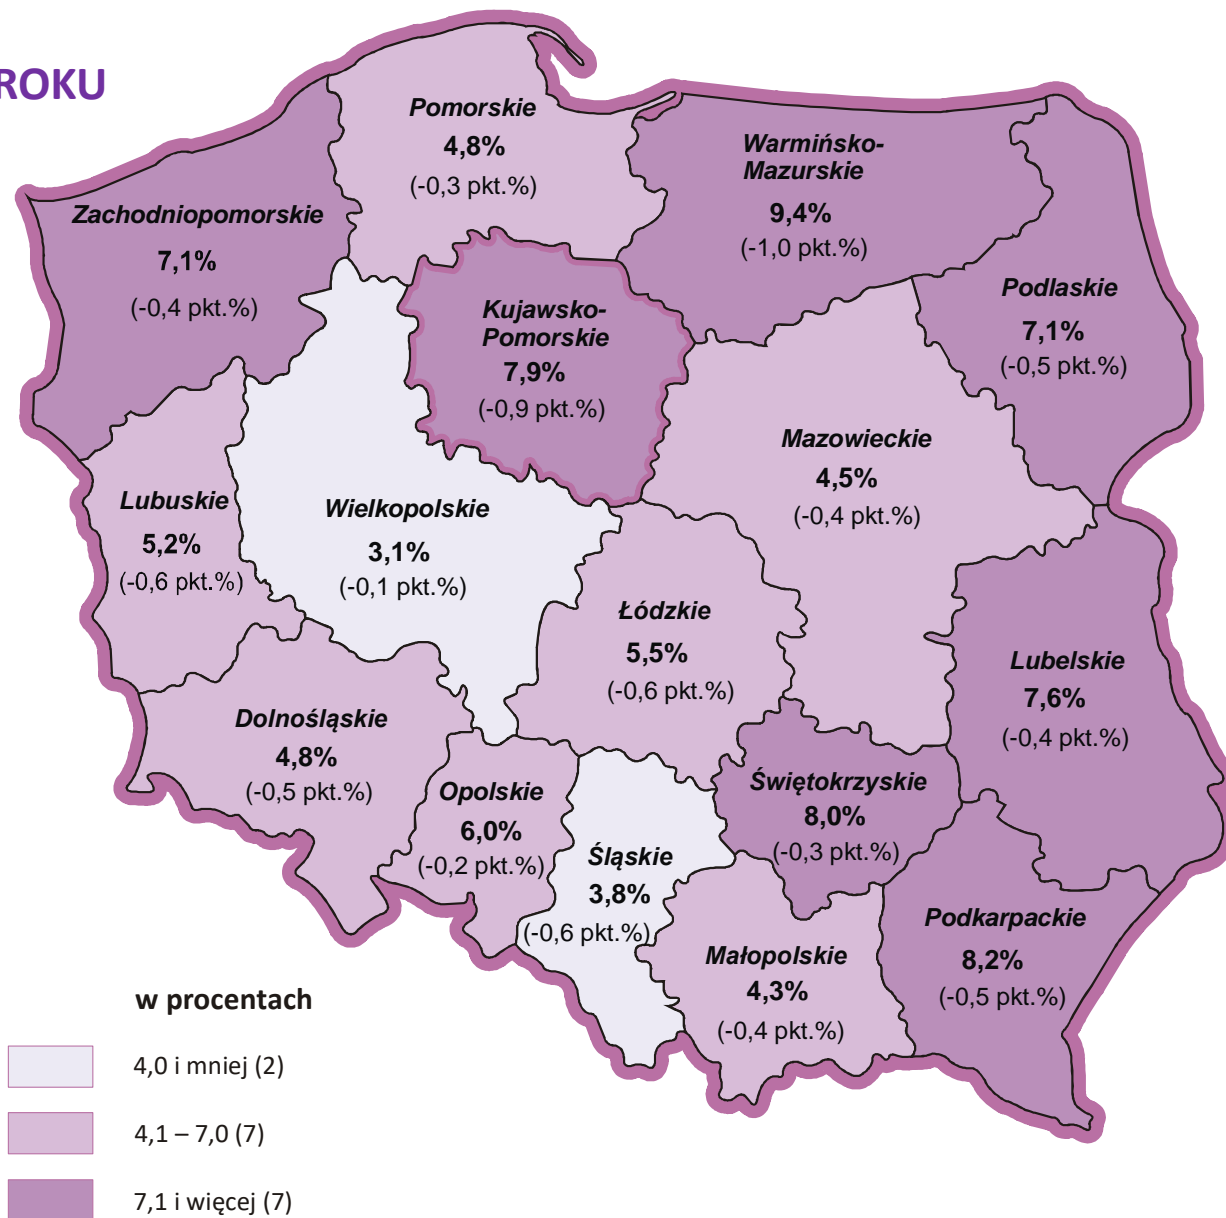 ROKU
Pomorskie
4,8%
(-0,3 pkt.%)
Warmińsko-
Mazurskie
9,4%
(-1,0 pkt.%)
Zachodniopomorskie
7,1%
(-0,4 pkt.%)
Kujawsko-
Pomorskie
7,9%
(-0,9 pkt.%)
Podlaskie
7,1%
(-0,5 pkt.%)
Mazowieckie
4,5%
(-0,4 pkt.%)
Lubuskie
5,2%
(-0,6 pkt.%)
Wielkopolskie
3,1%
(-0,1 pkt.%)
Łódzkie
5,5%
(-0,6 pkt.%)
Lubelskie
7,6%
(-0,4 pkt.%)
Dolnośląskie
4,8%
(-0,5 pkt.%)
Opolskie
6,0%
(-0,2 pkt.%)
Śląskie
3,8%
(-0,6 pkt.%)
Świętokrzyskie
8,0%
(-0,3 pkt.%)
Małopolskie
4,3%
(-0,4 pkt.%)
Podkarpackie
8,2%
(-0,5 pkt.%)
w procentach
4,0 i mniej (2)
4,1 – 7,0 (7)
7,1 i więcej (7)